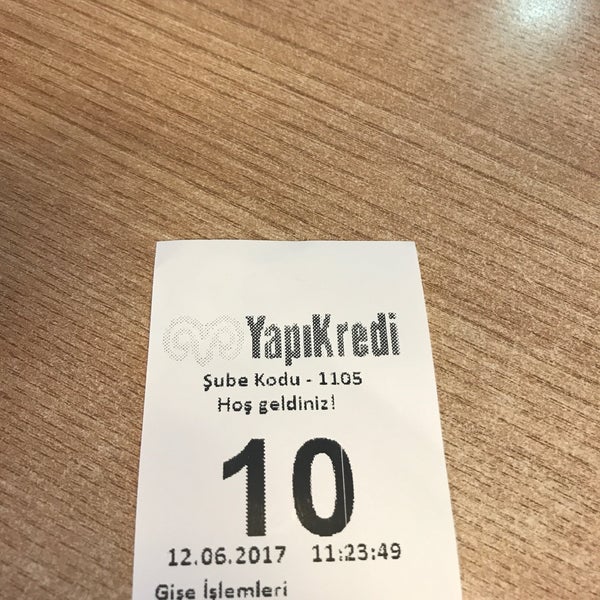 YapıKredi
Şube Kodu - 1105
Hoş geldiniz!
10
12.06.2017 11:23:49
Gişe İşlemleri